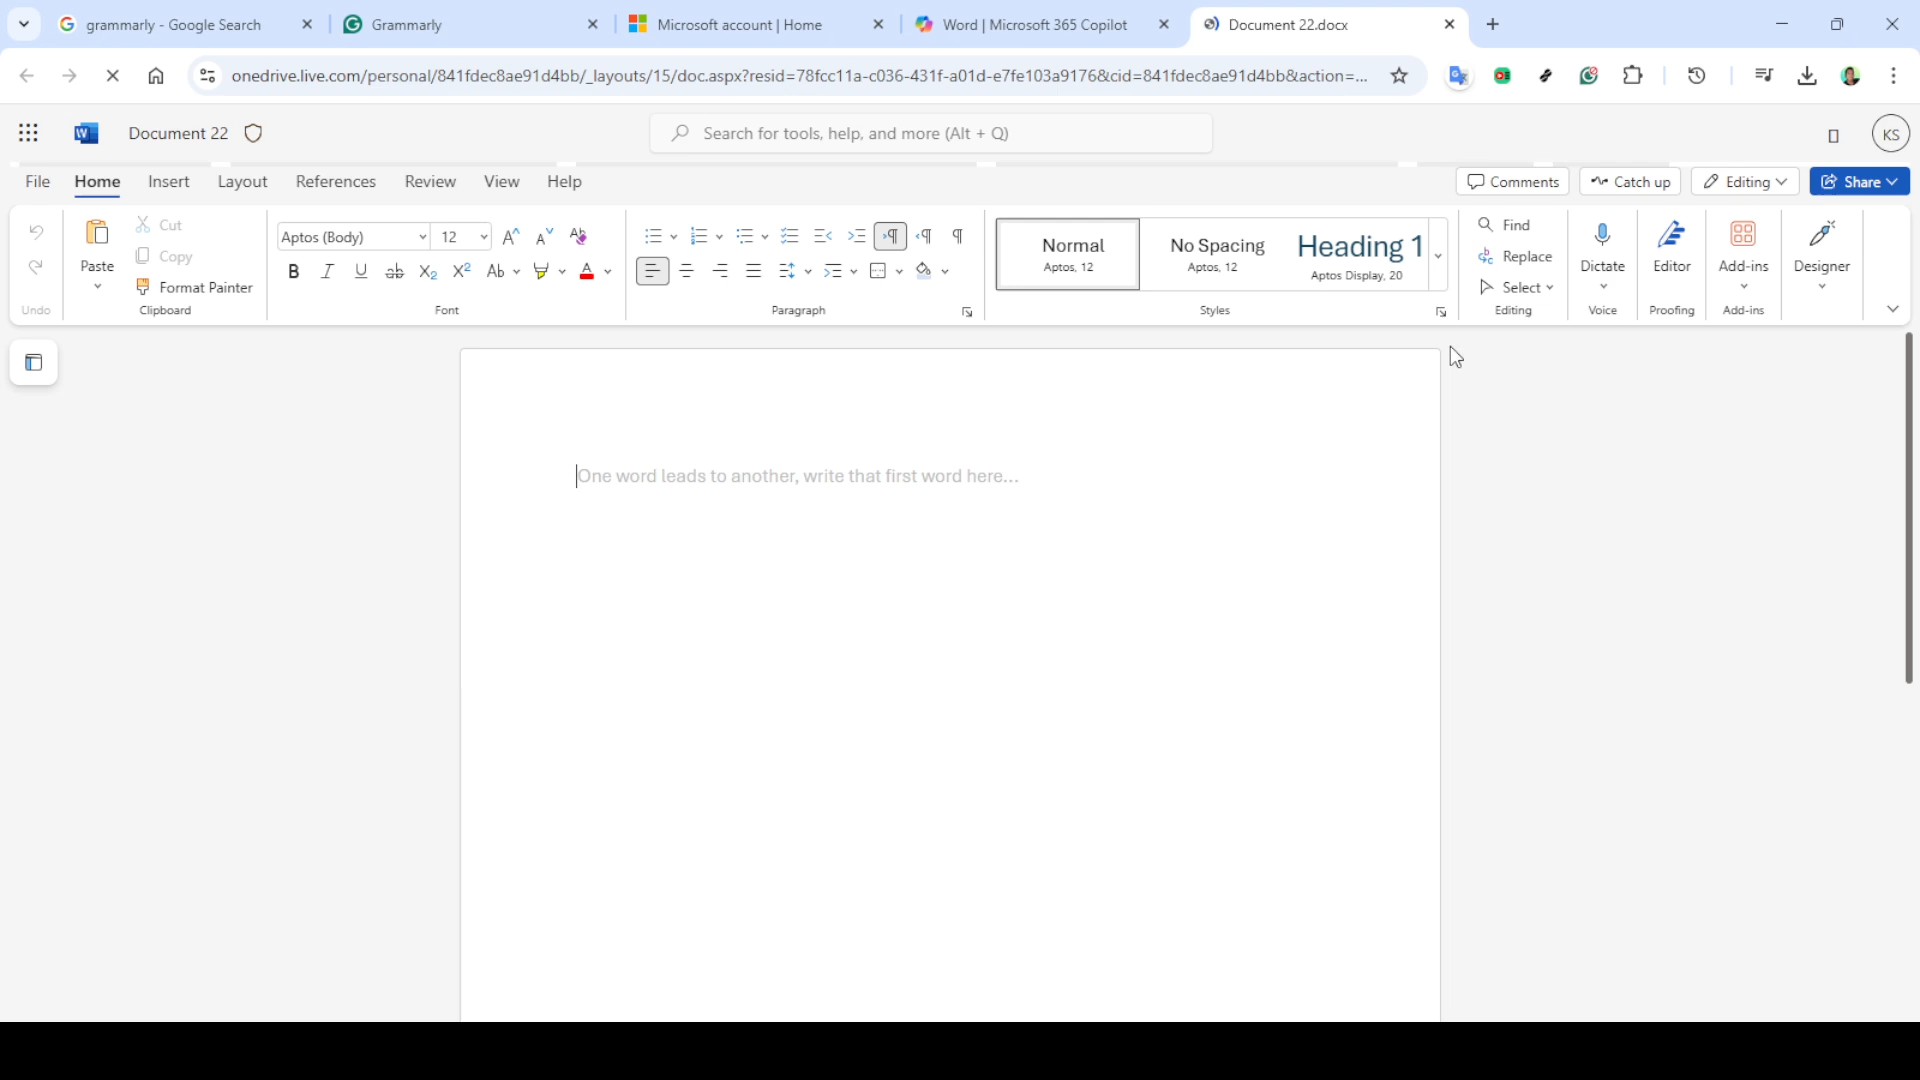 grammarly - Google Search
Grammarly
Microsoft account | Home
Word | Microsoft 365 Copilot
Document 22.docx
onedrive.live.com/personal/841fdec8ae91d4bb/_layouts/15/doc.aspx?resid=78fcc11a-c036-431f-a01d-e7fe103a9176&cid=841fdec8ae91d4bb&action=...
Document 22
Search for tools, help, and more (Alt + Q)
KS
File Home Insert Layout References Review View Help
Comments Catch up Editing Share
Paste
Cut
Copy
Format Painter
Undo
Clipboard
Aptos (Body) 12
Font
Paragraph
Normal
Aptos, 12
No Spacing
Aptos, 12
Heading 1
Aptos Display, 20
Styles
Find
Replace
Select
Editing
Dictate
Voice
Editor
Proofing
Add-ins
Add-ins
Designer
One word leads to another, write that first word here...